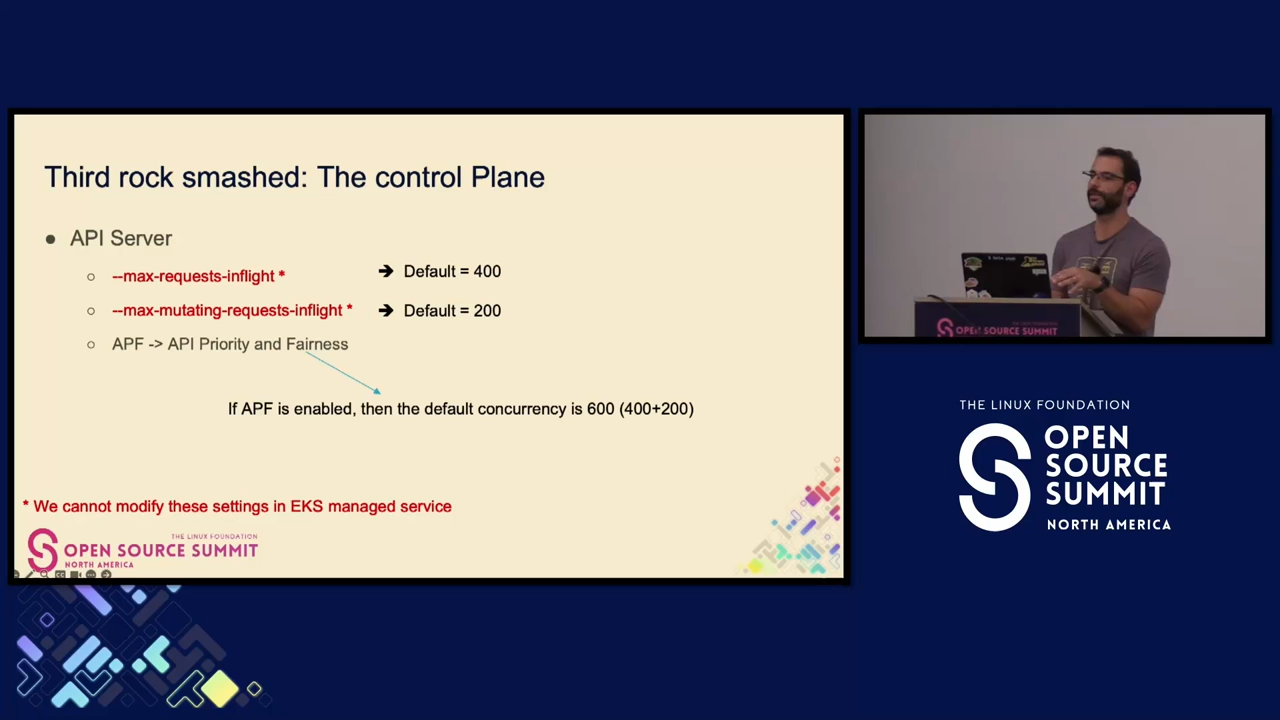 Third rock smashed: The control Plane
● API Server
○ --max-requests-inflight * ➔ Default = 400
○ --max-mutating-requests-inflight * ➔ Default = 200
○ APF -> API Priority and Fairness
If APF is enabled, then the default concurrency is 600 (400+200)
* We cannot modify these settings in EKS managed service
THE LINUX FOUNDATION
OPEN SOURCE SUMMIT
NORTH AMERICA
OPEN SOURCE SUMMIT
THE LINUX FOUNDATION
OPEN
SOURCE
SUMMIT
NORTH AMERICA